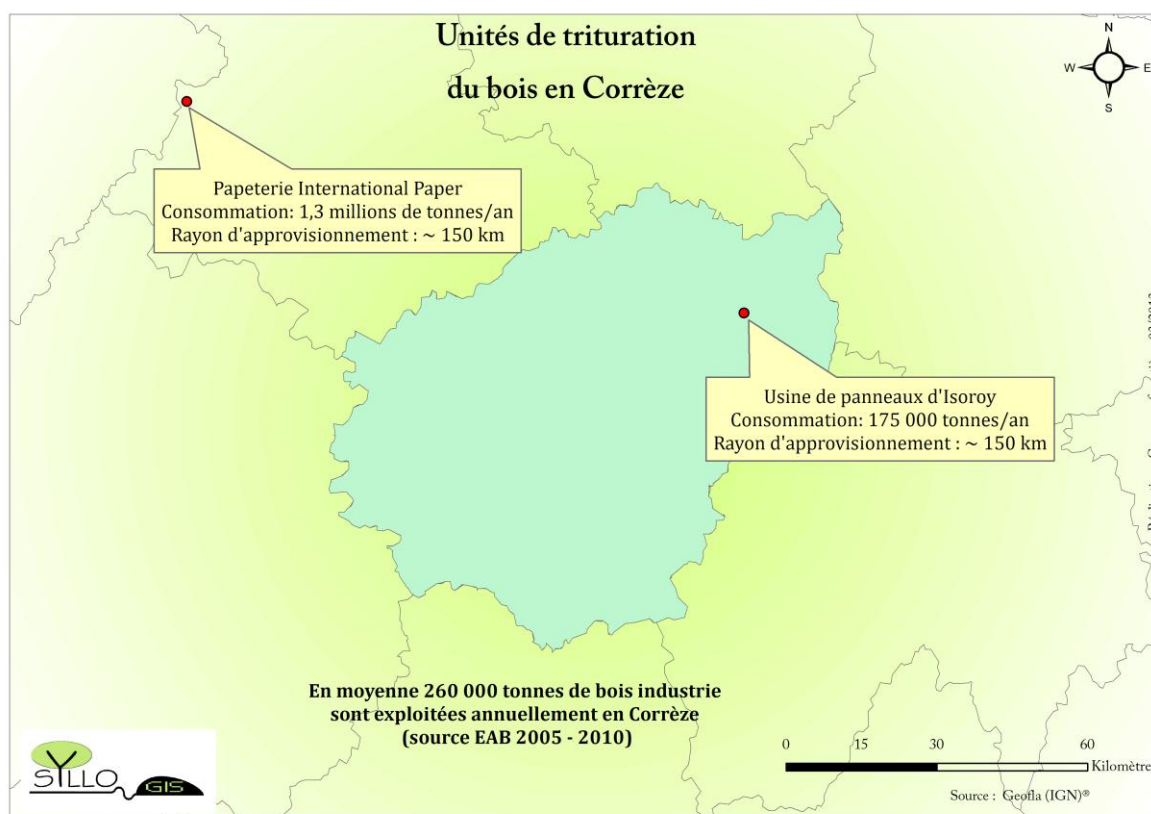 Unités de trituration
du bois en Corrèze
N
W
E
S
Papeterie International Paper
Consommation: 1,3 millions de tonnes/an
Rayon d'approvisionnement : ~ 150 km
Usine de panneaux d'Isoroy
Consommation: 175 000 tonnes/an
Rayon d'approvisionnement : ~ 150 km
En moyenne 260 000 tonnes de bois industrie
sont exploitées annuellement en Corrèze
(source EAB 2005 - 2010)
SYLLO
GIS
0 30 60
Kilomètre
Source : Geofla (IGN)®